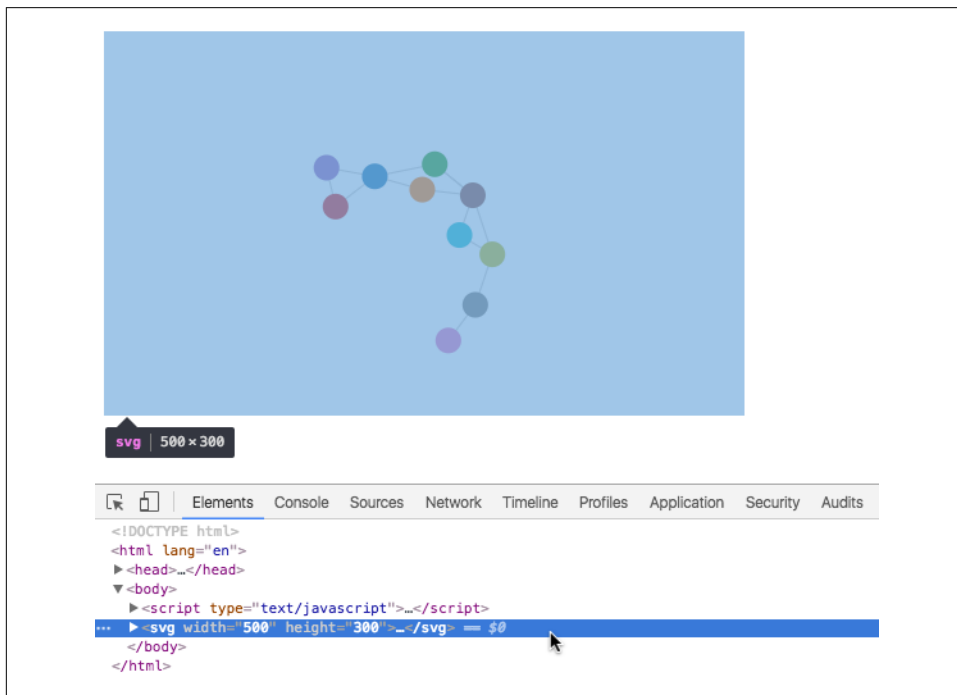 svg | 500 × 300
Elements Console Sources Network Timeline Profiles Application Security Audits
<!DOCTYPE html>
<html lang="en">
▶<head>…</head>
▼<body>
▶<script type="text/javascript">…</script>
… ▶<svg width="500" height="300">…</svg> == $0
</body>
</html>